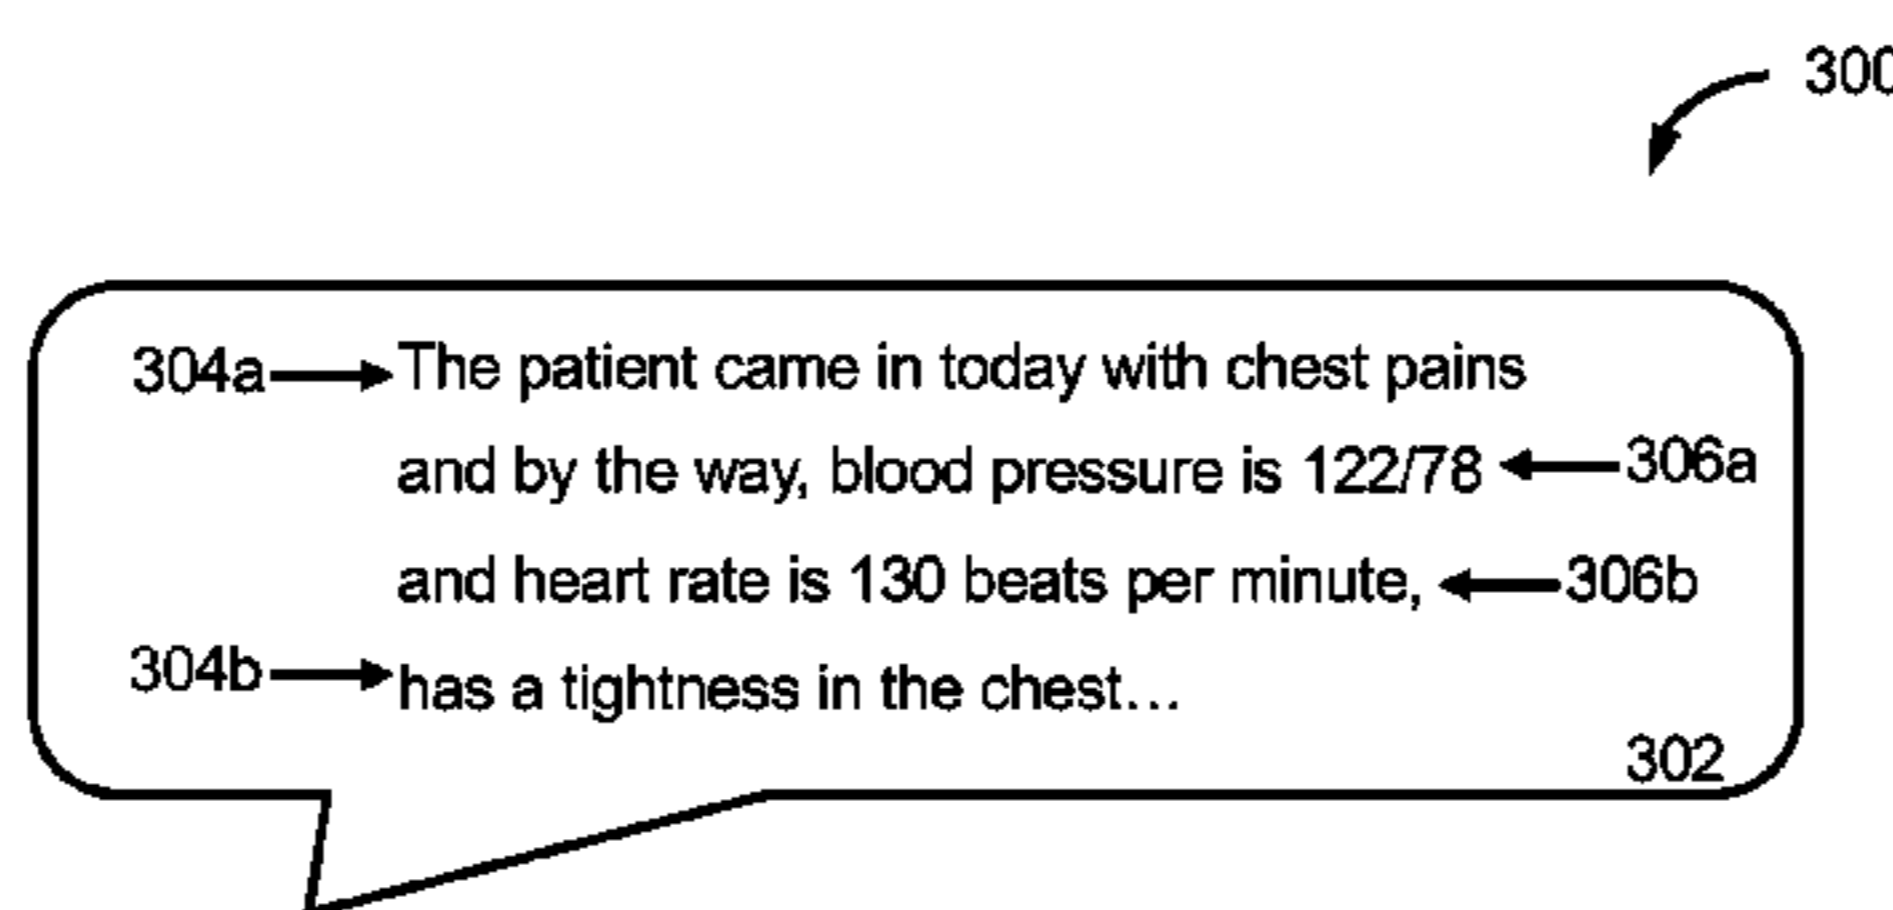 300
304a The patient came in today with chest pains
and by the way, blood pressure is 122/78 306a
and heart rate is 130 beats per minute, 306b
304b has a tightness in the chest...
302